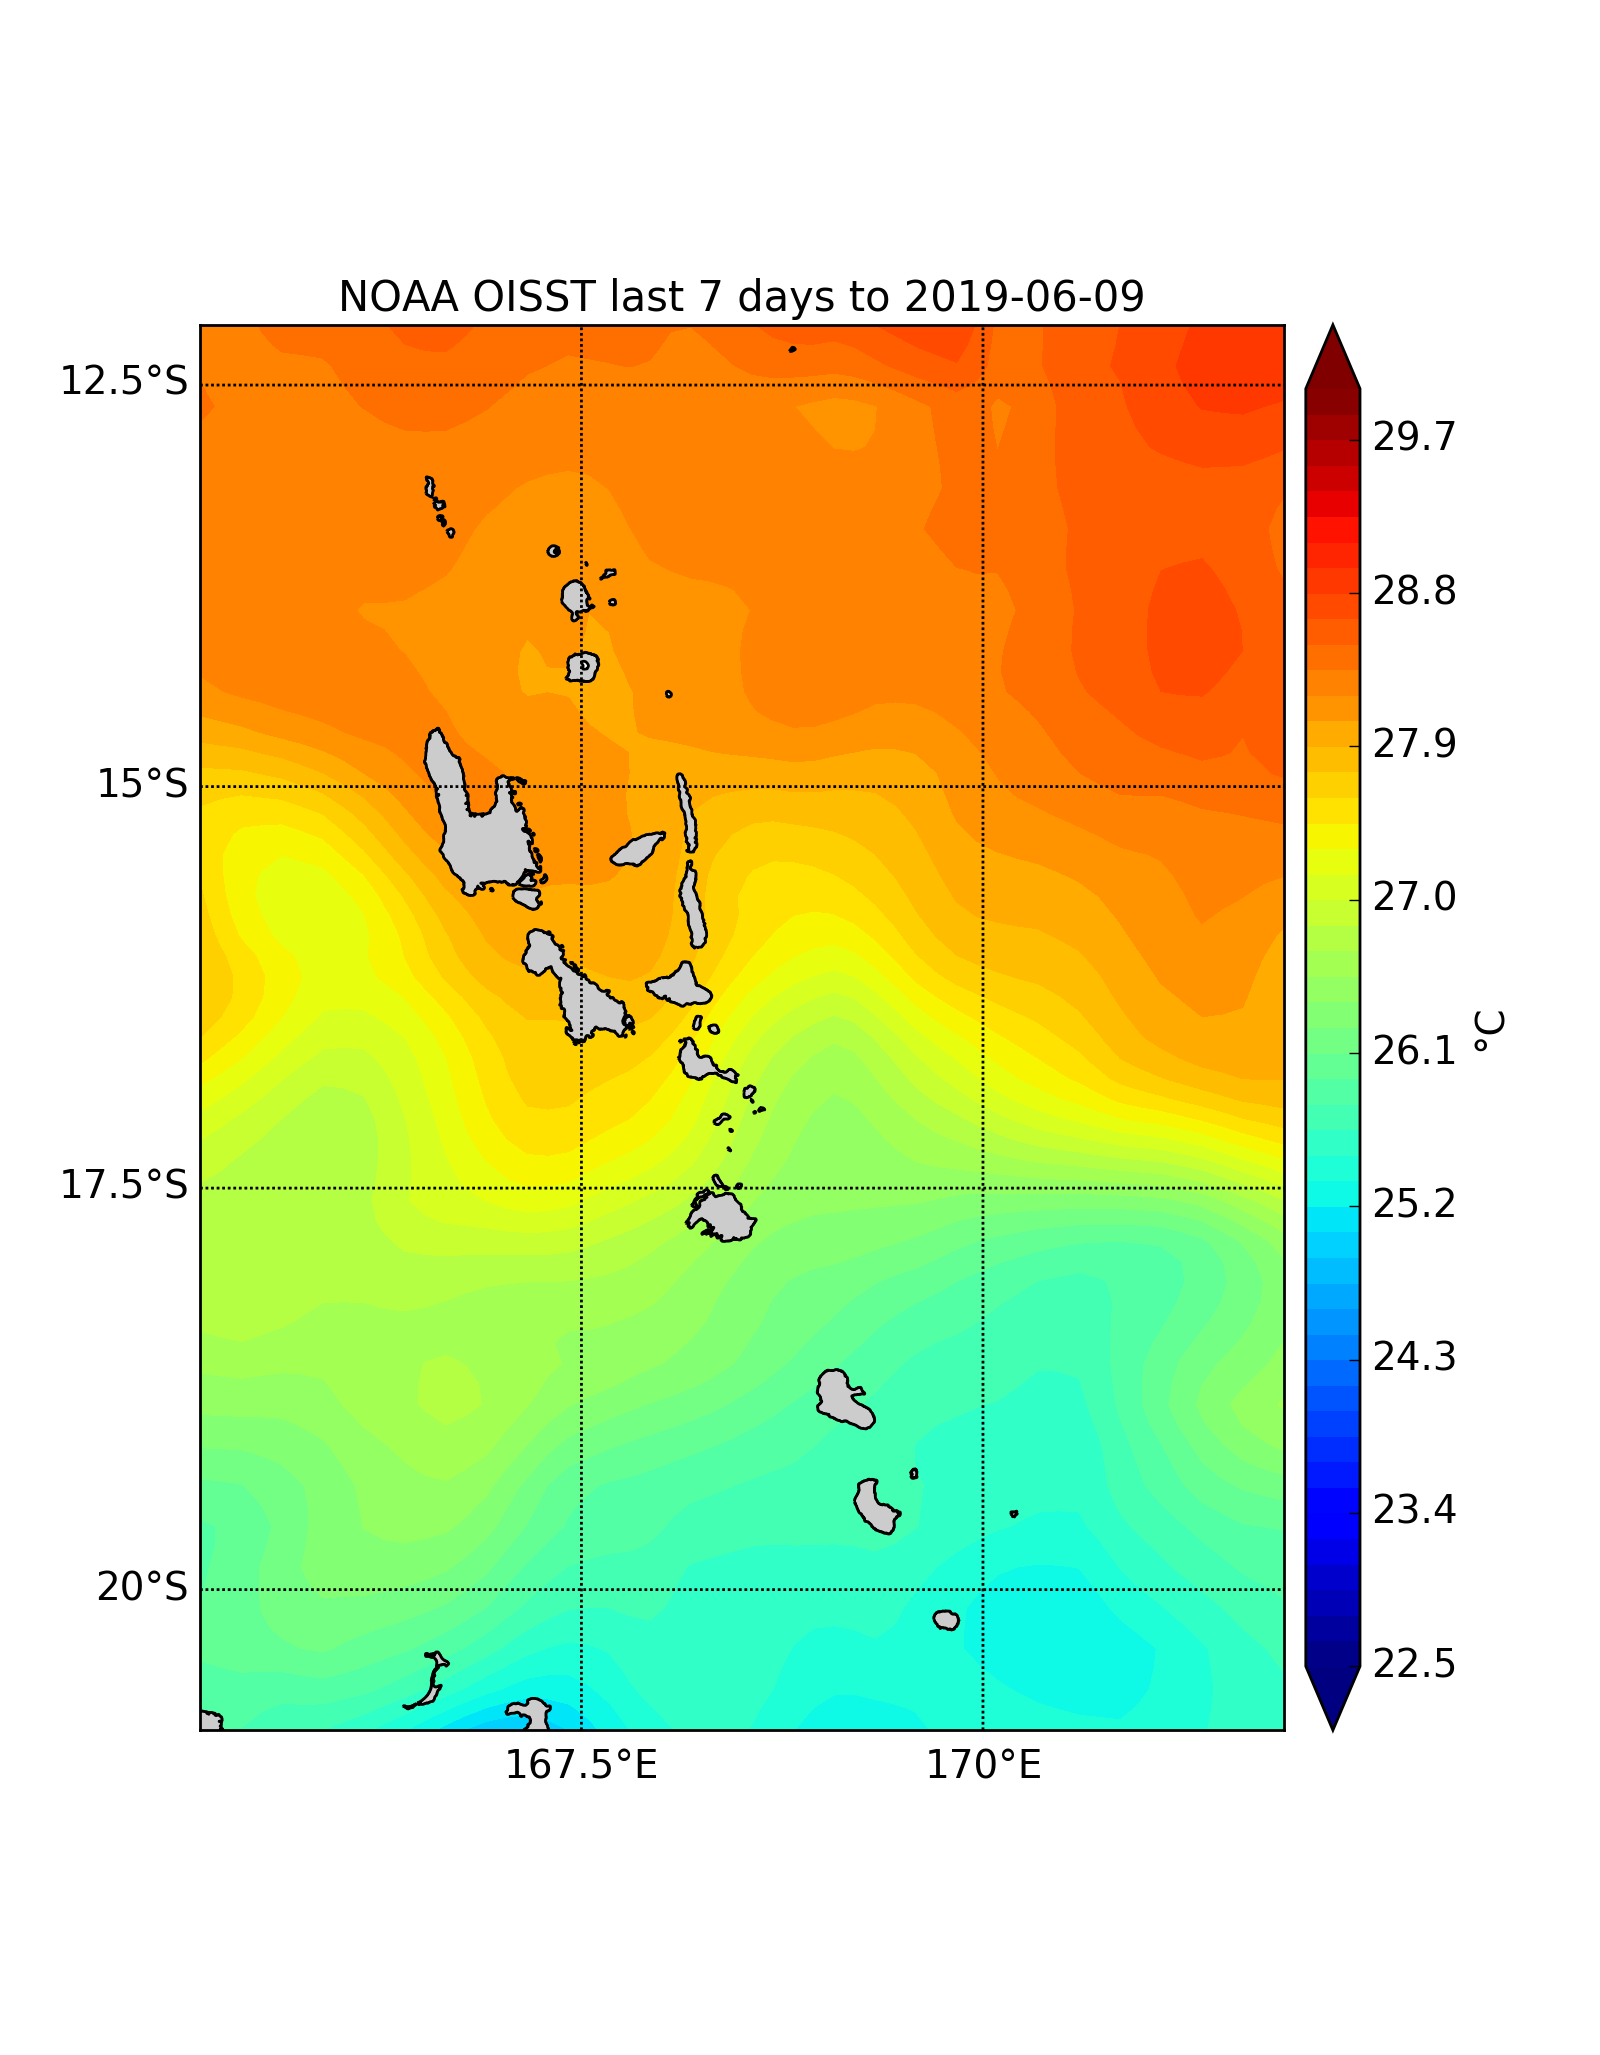 NOAA OISST last 7 days to 2019-06-09
12.5°S
15°S
17.5°S
20°S
167.5°E
170°E
29.7
28.8
27.9
27.0
26.1
25.2
24.3
23.4
22.5
°C